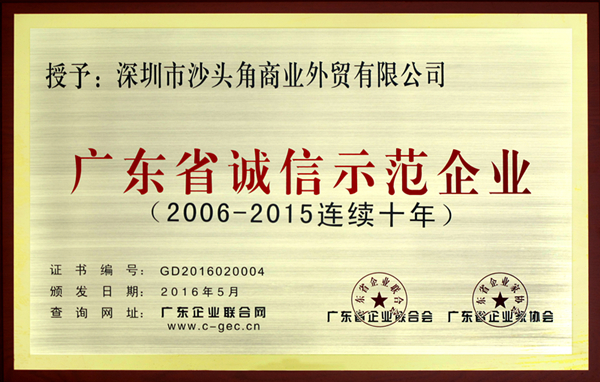 授予：深圳市沙头角商业外贸有限公司
广东省诚信示范企业
（2006-2015连续十年）
证书编号：GD2016020004
颁发日期：2016年5月
查询网址：广东企业联合网
www.c-gec.cn
广东省企业联合会
广东省企业联合会
广东省企业家协会
广东省企业家协会